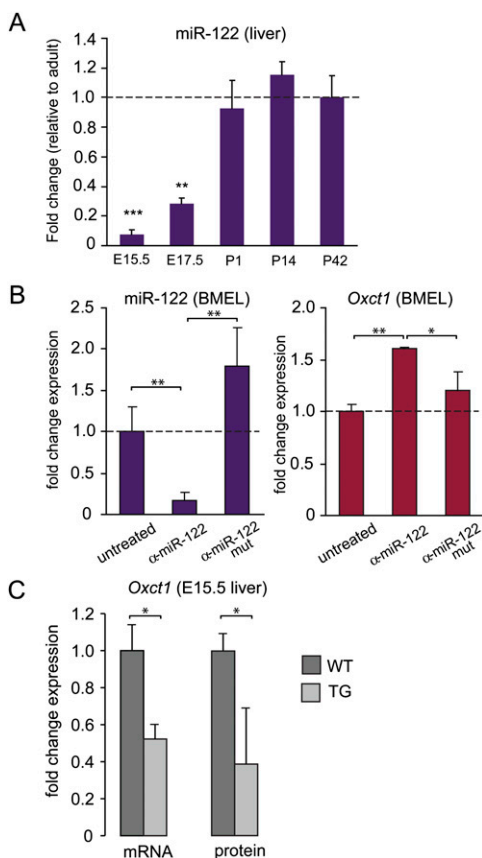 A
miR-122 (liver)
Fold change (relative to adult)
1.4
1.2
1.0
0.8
0.6
0.4
0.2
0
***
**
E15.5 E17.5 P1 P14 P42
B
miR-122 (BMEL)
fold change expression
2.5
2.0
1.5
1.0
0.5
0
**
**
untreated
α-miR-122
α-miR-122
mut
Oxct1 (BMEL)
fold change expression
2.0
1.5
1.0
0.5
0
**
*
untreated
α-miR-122
α-miR-122
mut
C
Oxct1 (E15.5 liver)
fold change expression
1.2
1.0
0.8
0.6
0.4
0.2
0
*
*
mRNA protein
WT
TG